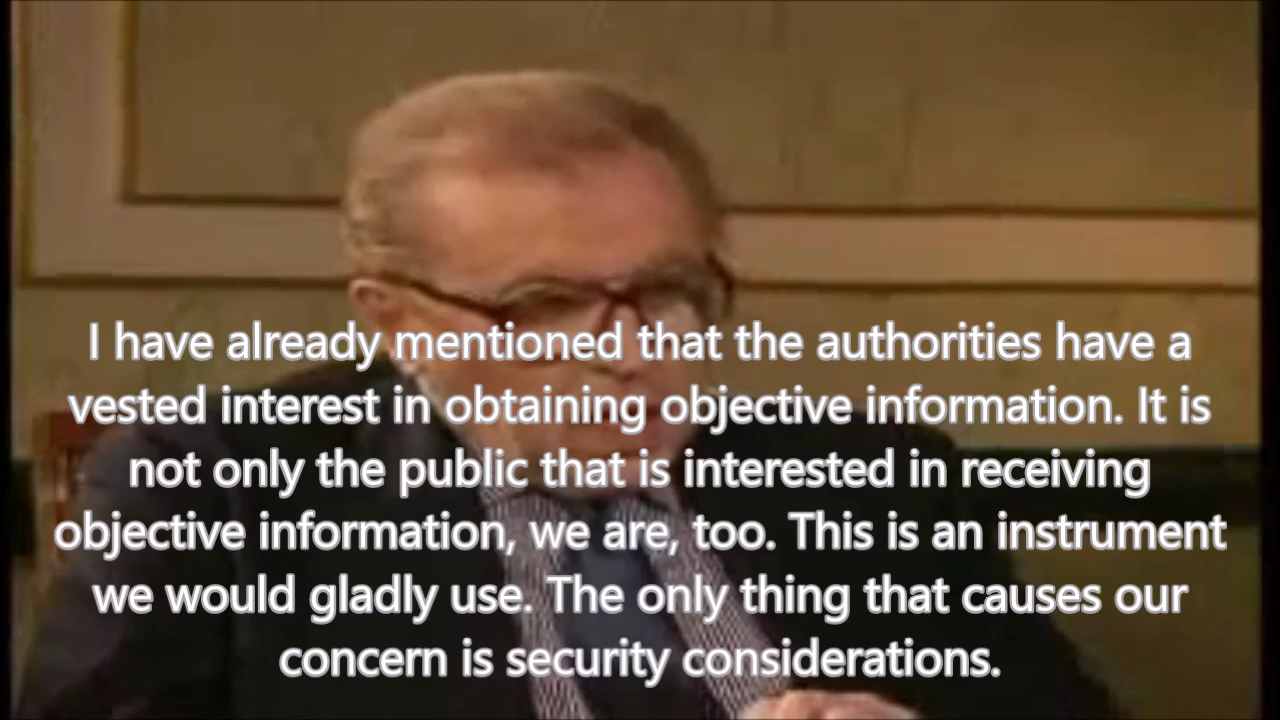 I have already mentioned that the authorities have a
vested interest in obtaining objective information. It is
not only the public that is interested in receiving
objective information, we are, too. This is an instrument
we would gladly use. The only thing that causes our
concern is security considerations.